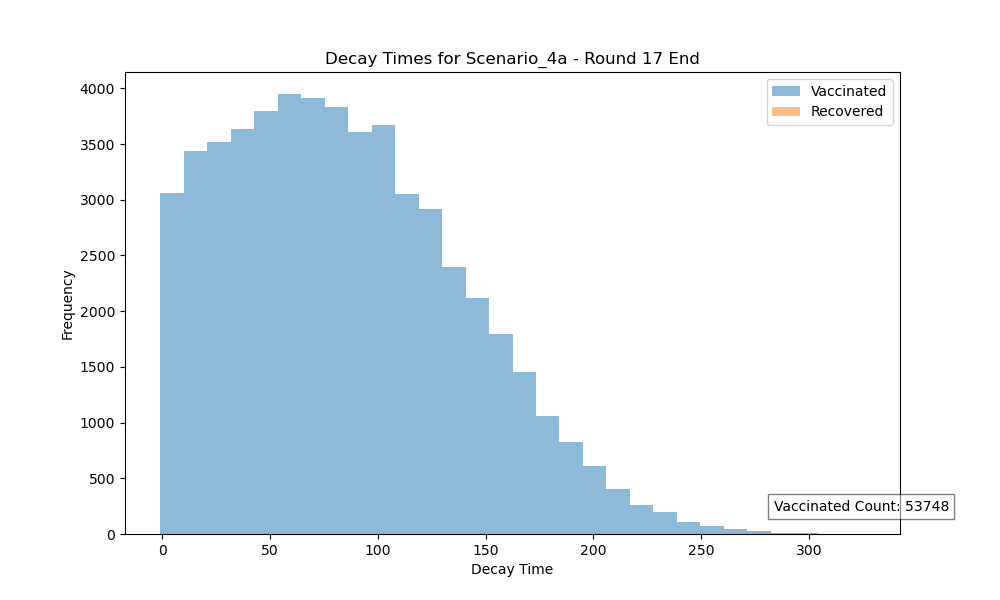 Decay Times for Scenario_4a - Round 17 End
Vaccinated
Recovered
4000
3500
3000
2500
2000
1500
1000
500
0
Frequency
Vaccinated Count: 53748
0
50
100
150
200
250
300
Decay Time